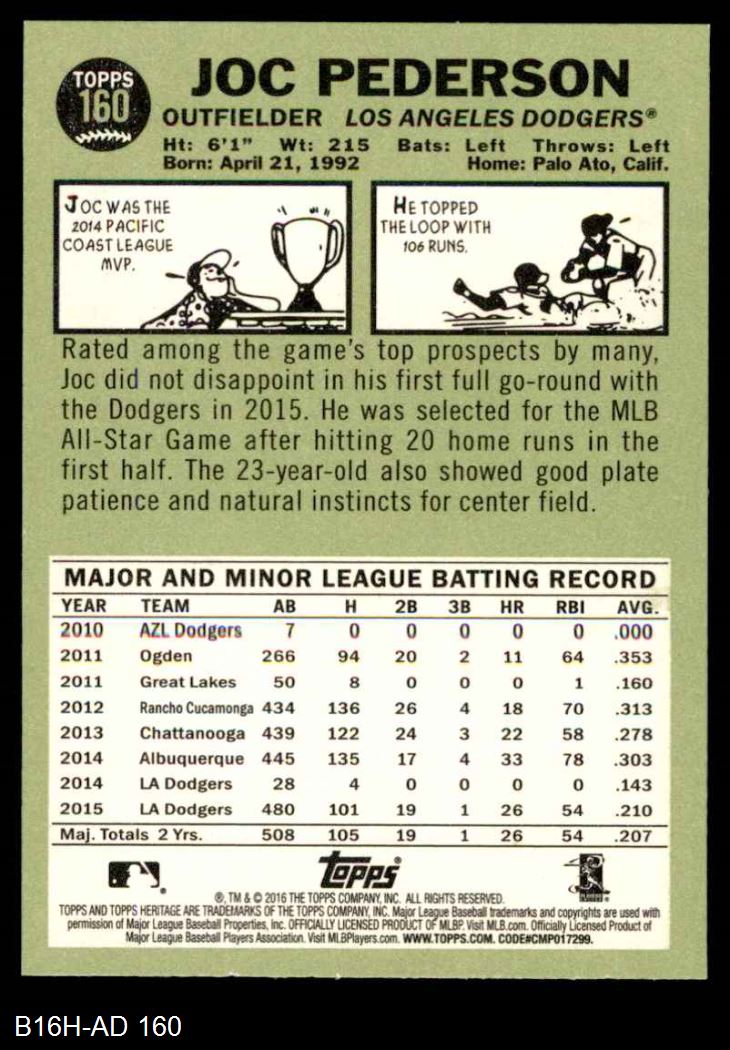 TOPPS
160
JOC PEDERSON
OUTFIELDER LOS ANGELES DODGERS®
Ht: 6'1" Wt: 215 Bats: Left Throws: Left
Born: April 21, 1992 Home: Palo Ato, Calif.
JOC WAS THE
2014 PACIFIC
COAST LEAGUE
MVP.
HE TOPPED
THE LOOP WITH
106 RUNS.
Rated among the game's top prospects by many,
Joc did not disappoint in his first full go-round with
the Dodgers in 2015. He was selected for the MLB
All-Star Game after hitting 20 home runs in the
first half. The 23-year-old also showed good plate
patience and natural instincts for center field.
MAJOR AND MINOR LEAGUE BATTING RECORD
YEAR TEAM AB H 2B 3B HR RBI AVG.
2010 AZL Dodgers 7 0 0 0 0 0 .000
2011 Ogden 266 94 20 2 11 64 .353
2011 Great Lakes 50 8 0 0 0 1 .160
2012 Rancho Cucamonga 434 136 26 4 18 70 .313
2013 Chattanooga 439 122 24 3 22 58 .278
2014 Albuquerque 445 135 17 4 33 78 .303
2014 LA Dodgers 28 4 0 0 0 0 .143
2015 LA Dodgers 480 101 19 1 26 54 .210
Maj. Totals 2 Yrs. 508 105 19 1 26 54 .207
topps®
®, TM & © 2016 THE TOPPS COMPANY, INC. ALL RIGHTS RESERVED.
TOPPS AND TOPPS HERITAGE ARE TRADEMARKS OF THE TOPPS COMPANY, INC. Major League Baseball trademarks and copyrights are used with
permission of Major League Baseball Properties, Inc. OFFICIALLY LICENSED PRODUCT OF MLBP. Visit MLB.com. Officially Licensed Product of
Major League Baseball Players Association. Visit MLBPlayers.com. WWW.TOPPS.COM. CODE#CMP017299.
B16H-AD 160